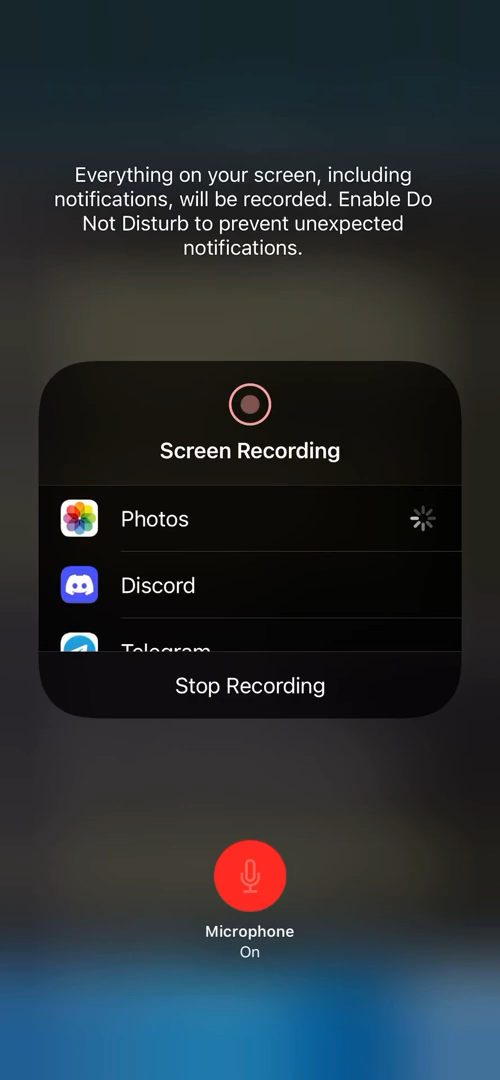 Everything on your screen, including
notifications, will be recorded. Enable Do
Not Disturb to prevent unexpected
notifications.
Screen Recording
Photos
Discord
Telegram
Stop Recording
Microphone
On